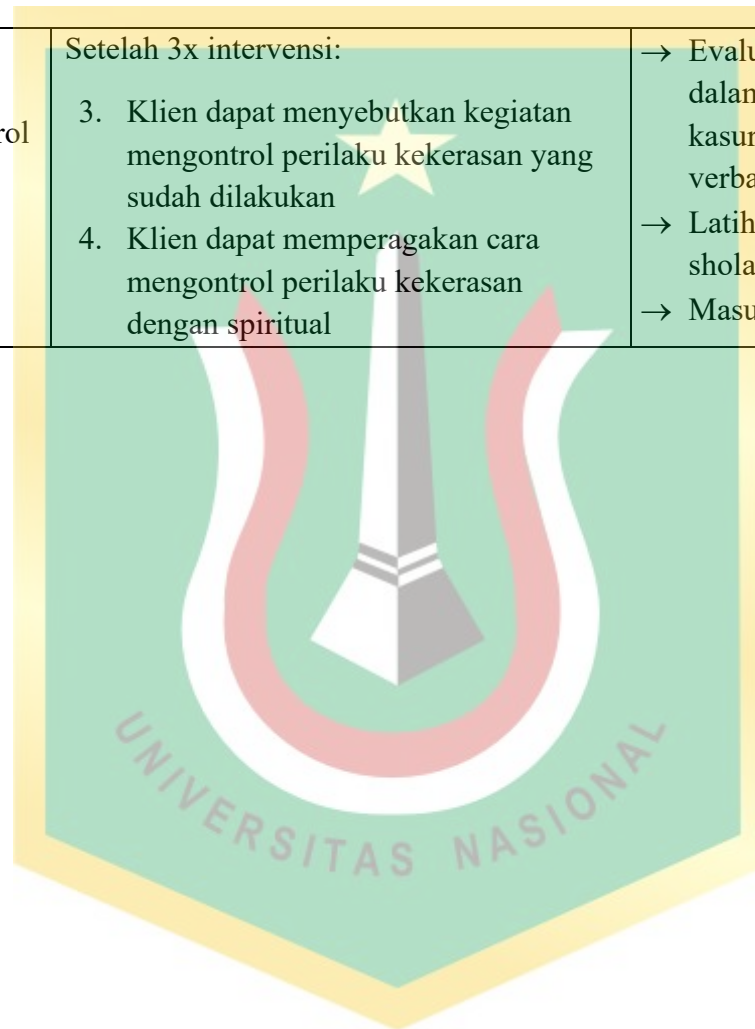 rol
Setelah 3x intervensi:
3. Klien dapat menyebutkan kegiatan
mengontrol perilaku kekerasan yang
sudah dilakukan
4. Klien dapat memperagakan cara
mengontrol perilaku kekerasan
dengan spiritual
→ Evalu
dalam
kasur
verba
→ Latih
shola
→ Masu
UNIVERSITAS NASIONAL